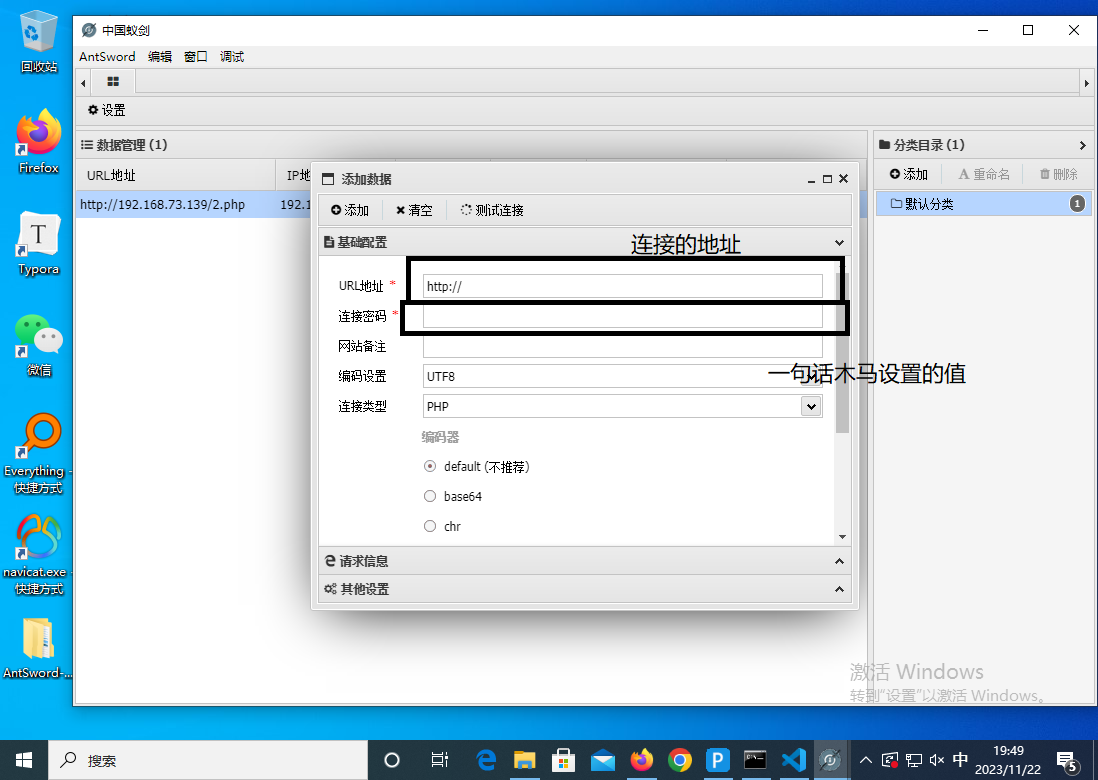 中国蚁剑
AntSword 编辑 窗口 调试
设置
数据管理 (1)
URL地址 IP地
http://192.168.73.139/2.php 192.1
分类目录 (1)
添加 重命名 删除
默认分类 1
添加数据
添加 清空 测试连接
基础配置
连接的地址
URL地址 * http://
连接密码 *
网站备注
一句话木马设置的值
编码设置 UTF8
连接类型 PHP
编码器
default (不推荐)
base64
chr
请求信息
其他设置
回收站
Firefox
T
Typora
微信
Everything -
快捷方式
navicat.exe -
快捷方式
AntSword-...
激活 Windows
转到"设置"以激活 Windows。
搜索
P
中
19:49
2023/11/22
5